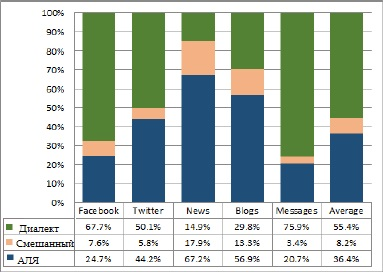 100%
90%
80%
70%
60%
50%
40%
30%
20%
10%
0%
Facebook Twitter News Blogs Messages Average
Диалект 67.7% 50.1% 14.9% 29.8% 75.9% 55.4%
Смешанный 7.6% 5.8% 17.9% 13.3% 3.4% 8.2%
АЛЯ 24.7% 44.2% 67.2% 56.9% 20.7% 36.4%